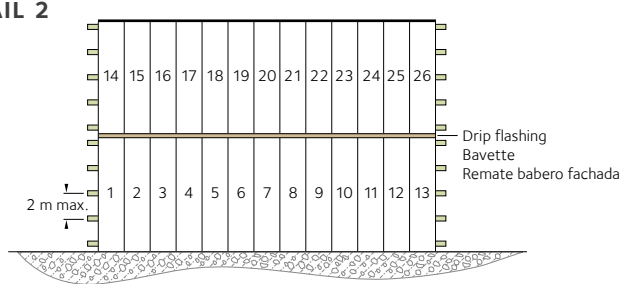 AIL 2
14 15 16 17 18 19 20 21 22 23 24 25 26
Drip flashing
Bavette
Remate babero fachada
1 2 3 4 5 6 7 8 9 10 11 12 13
2 m max.